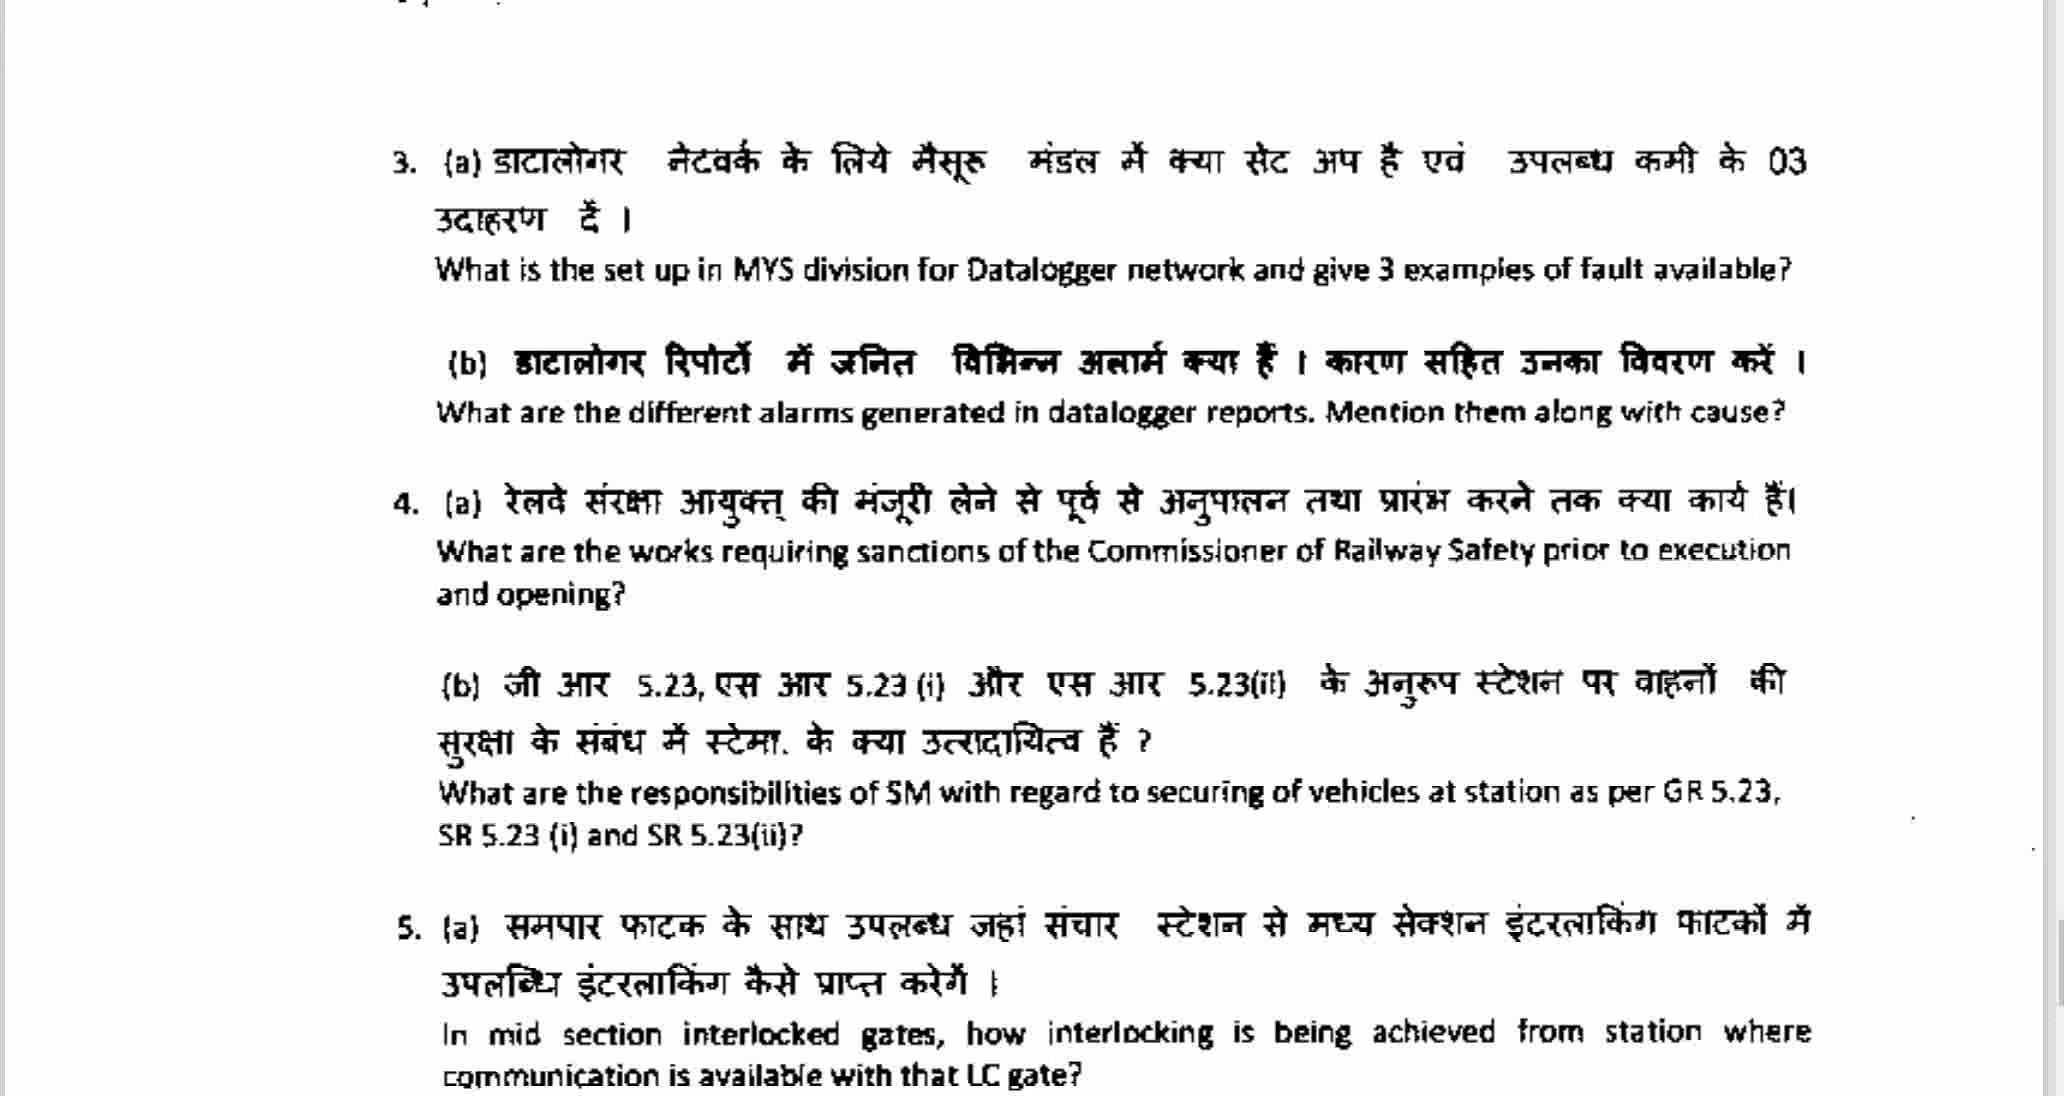 3. (a) डाटालोगर नेटवर्क के लिये मैसूरू मंडल में क्या सेट अप है एवं उपलब्ध कमी के 03
उदाहरण दें ।
What is the set up in MYS division for Datalogger network and give 3 examples of fault available?
(b) डाटालोगर रिपोर्टो में जनित विभिन्न अलार्म क्या हैं । कारण सहित उनका विवरण करें ।
What are the different alarms generated in datalogger reports. Mention them along with cause?
4. (a) रेलवे संरक्षा आयुक्त् की मंजूरी लेने से पूर्व से अनुपालन तथा प्रारंभ करने तक क्या कार्य हैं।
What are the works requiring sanctions of the Commissioner of Railway Safety prior to execution
and opening?
(b) जी आर 5.23, एस आर 5.23 (i) और एस आर 5.23(ii) के अनुरुप स्टेशन पर वाहनों की
सुरक्षा के संबंध में स्टेमा. के क्या उत्त्रादायित्व हैं ?
What are the responsibilities of SM with regard to securing of vehicles at station as per GR 5.23,
SR 5.23 (i) and SR 5.23(ii)?
5. (a) समपार फाटक के साथ उपलब्ध जहां संचार स्टेशन से मध्य सेक्शन इंटरलाकिंग फाटकों में
उपलब्धि इंटरलाकिंग कैसे प्राप्त करेगें ।
In mid section interlocked gates, how interlocking is being achieved from station where
communication is available with that LC gate?